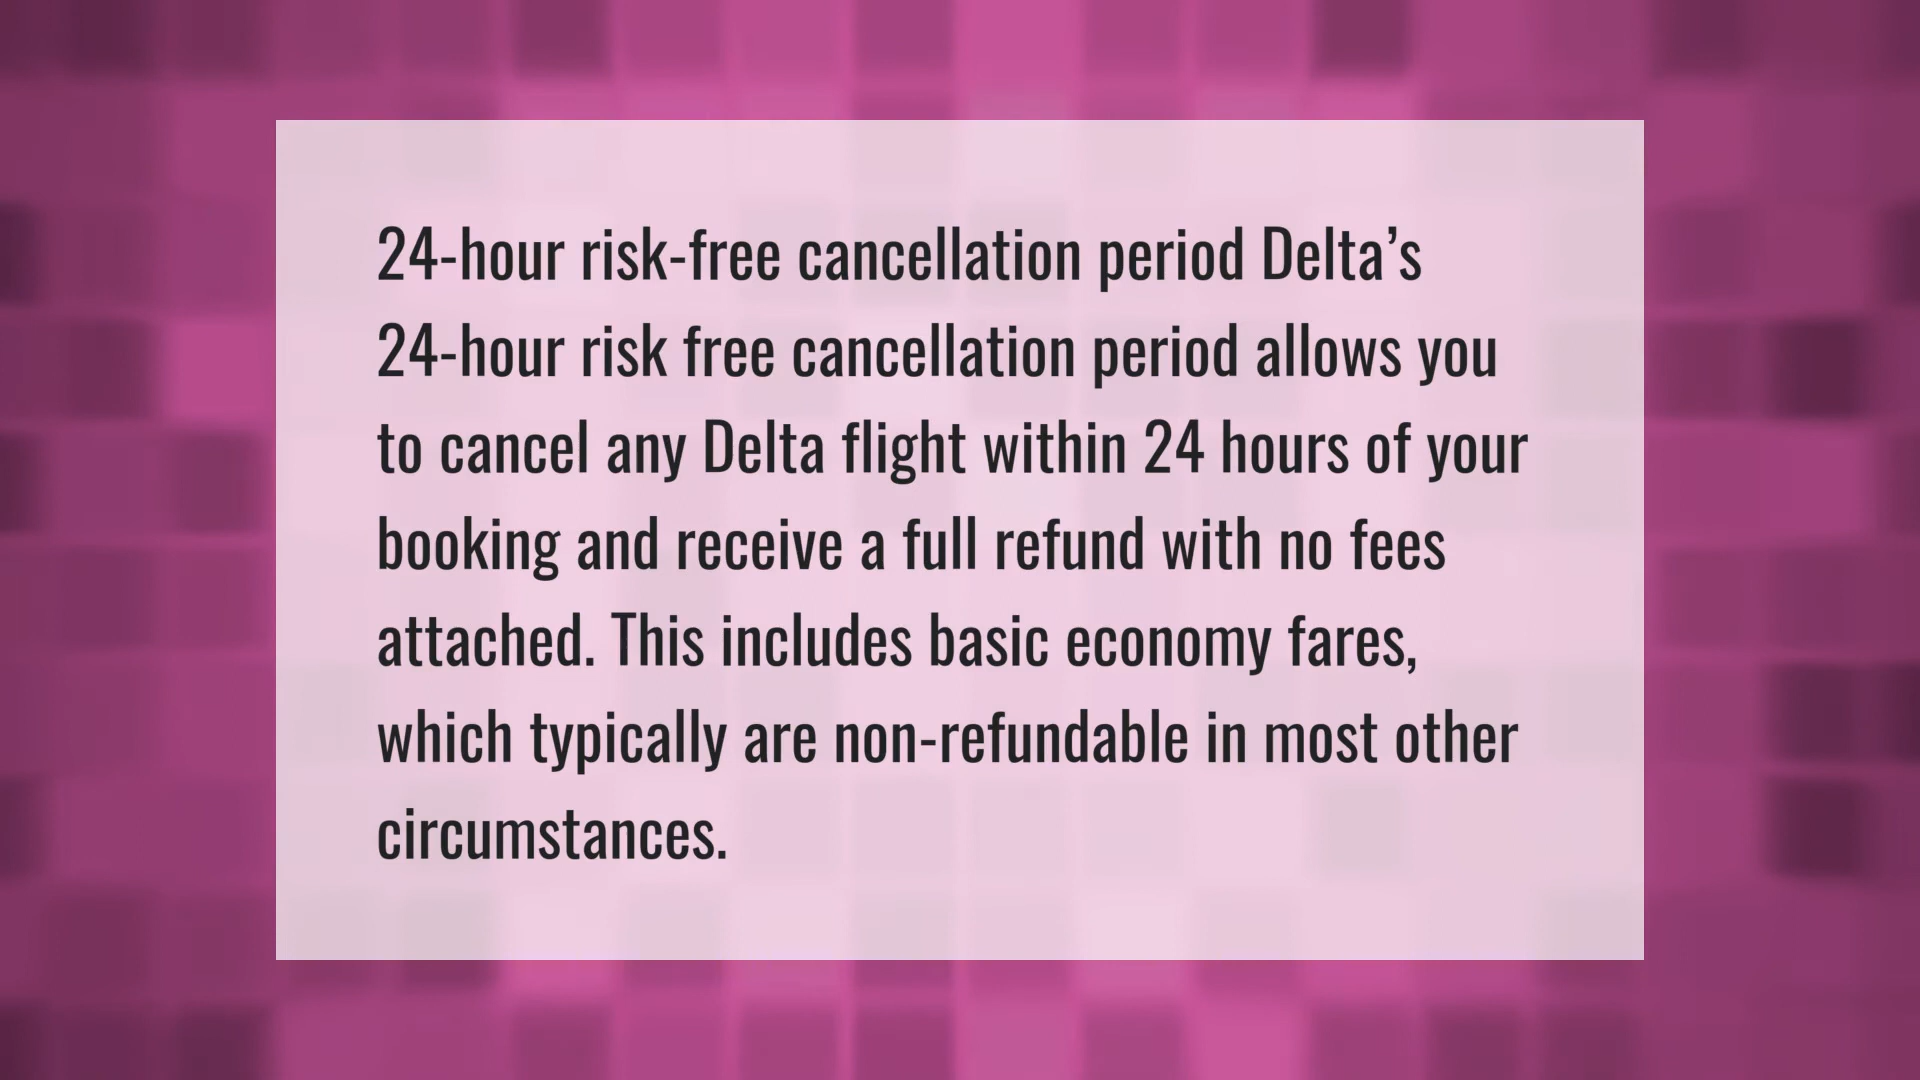 24-hour risk-free cancellation period Delta’s
24-hour risk free cancellation period allows you
to cancel any Delta flight within 24 hours of your
booking and receive a full refund with no fees
attached. This includes basic economy fares,
which typically are non-refundable in most other
circumstances.